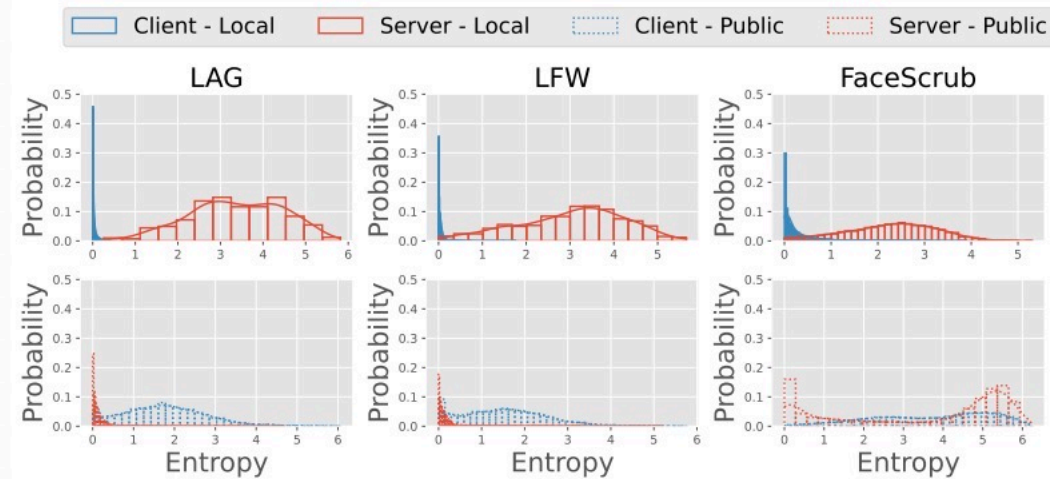 Client - Local Server - Local Client - Public Server - Public
LAG LFW FaceScrub
Probability Probability Probability
0.5 0.5 0.5
0.4 0.4 0.4
0.3 0.3 0.3
0.2 0.2 0.2
0.1 0.1 0.1
0.0 0.0 0.0
0 1 2 3 4 5 6 0 1 2 3 4 5 0 1 2 3 4 5
Probability Probability Probability
0.5 0.5 0.5
0.4 0.4 0.4
0.3 0.3 0.3
0.2 0.2 0.2
0.1 0.1 0.1
0.0 0.0 0.0
0 1 2 3 4 5 6 0 1 2 3 4 5 6 0 1 2 3 4 5 6
Entropy Entropy Entropy